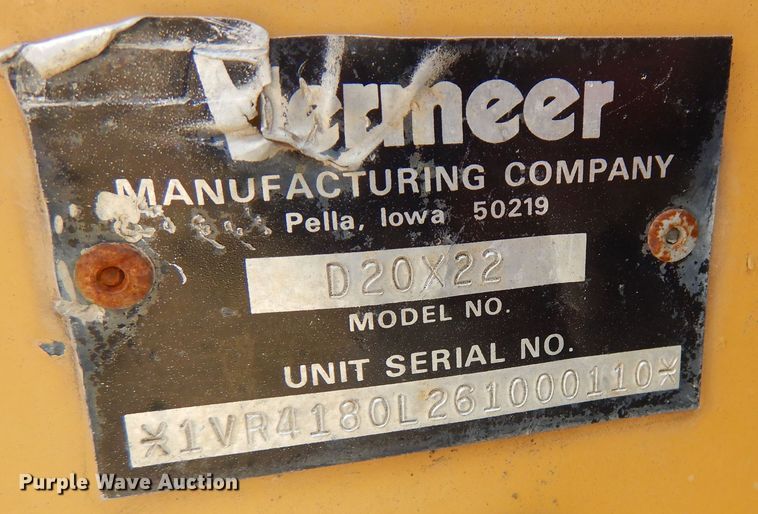 Vermeer
MANUFACTURING COMPANY
Pella, Iowa 50219
D20X22
MODEL NO.
UNIT SERIAL NO.
*1VR4180L261000110*
Purple Wave Auction